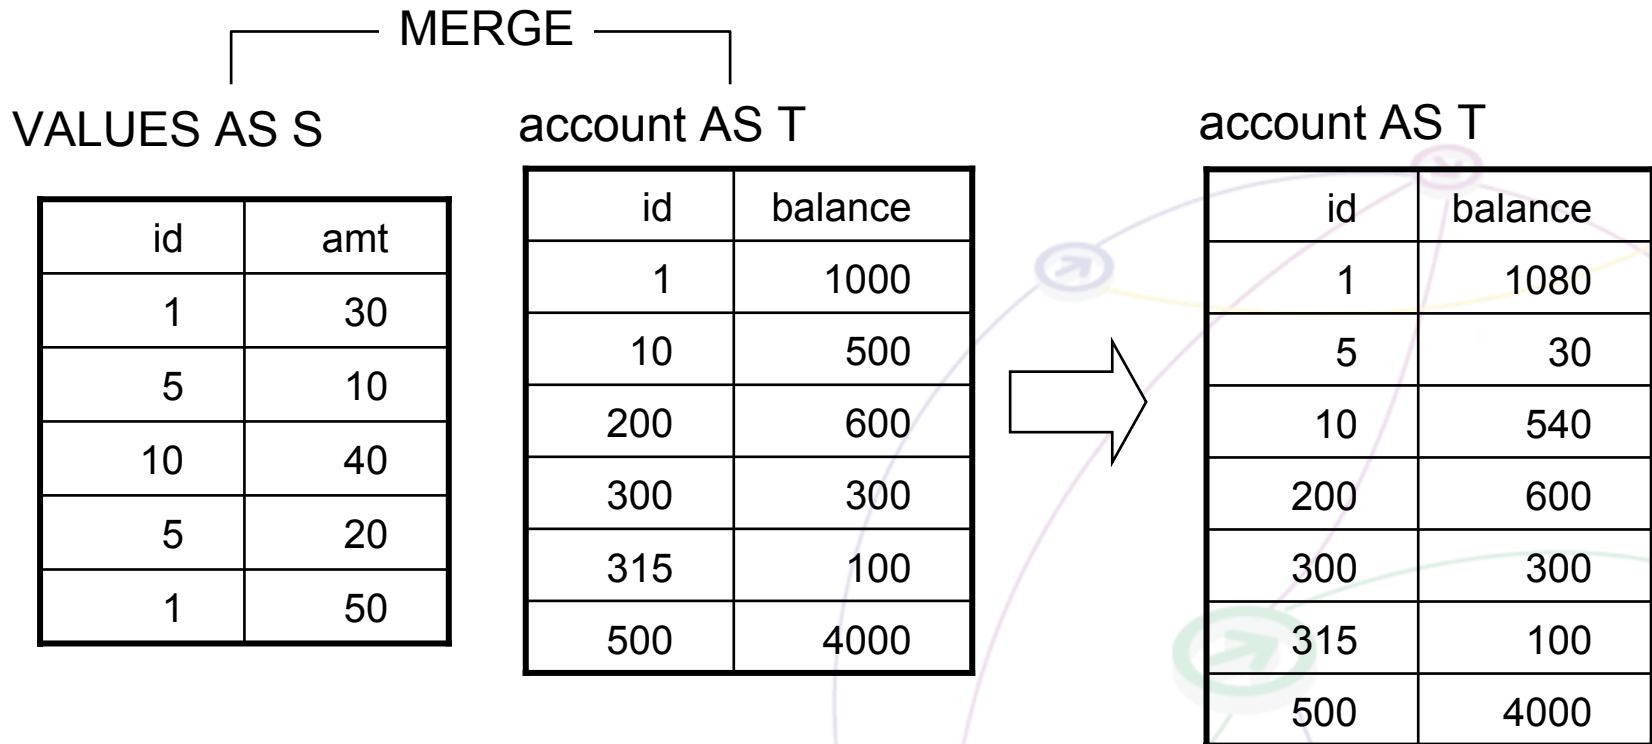 MERGE
VALUES AS S
id amt
1 30
5 10
10 40
5 20
1 50
account AS T
id balance
1 1000
10 500
200 600
300 300
315 100
500 4000
account AS T
id balance
1 1080
5 30
10 540
200 600
300 300
315 100
500 4000